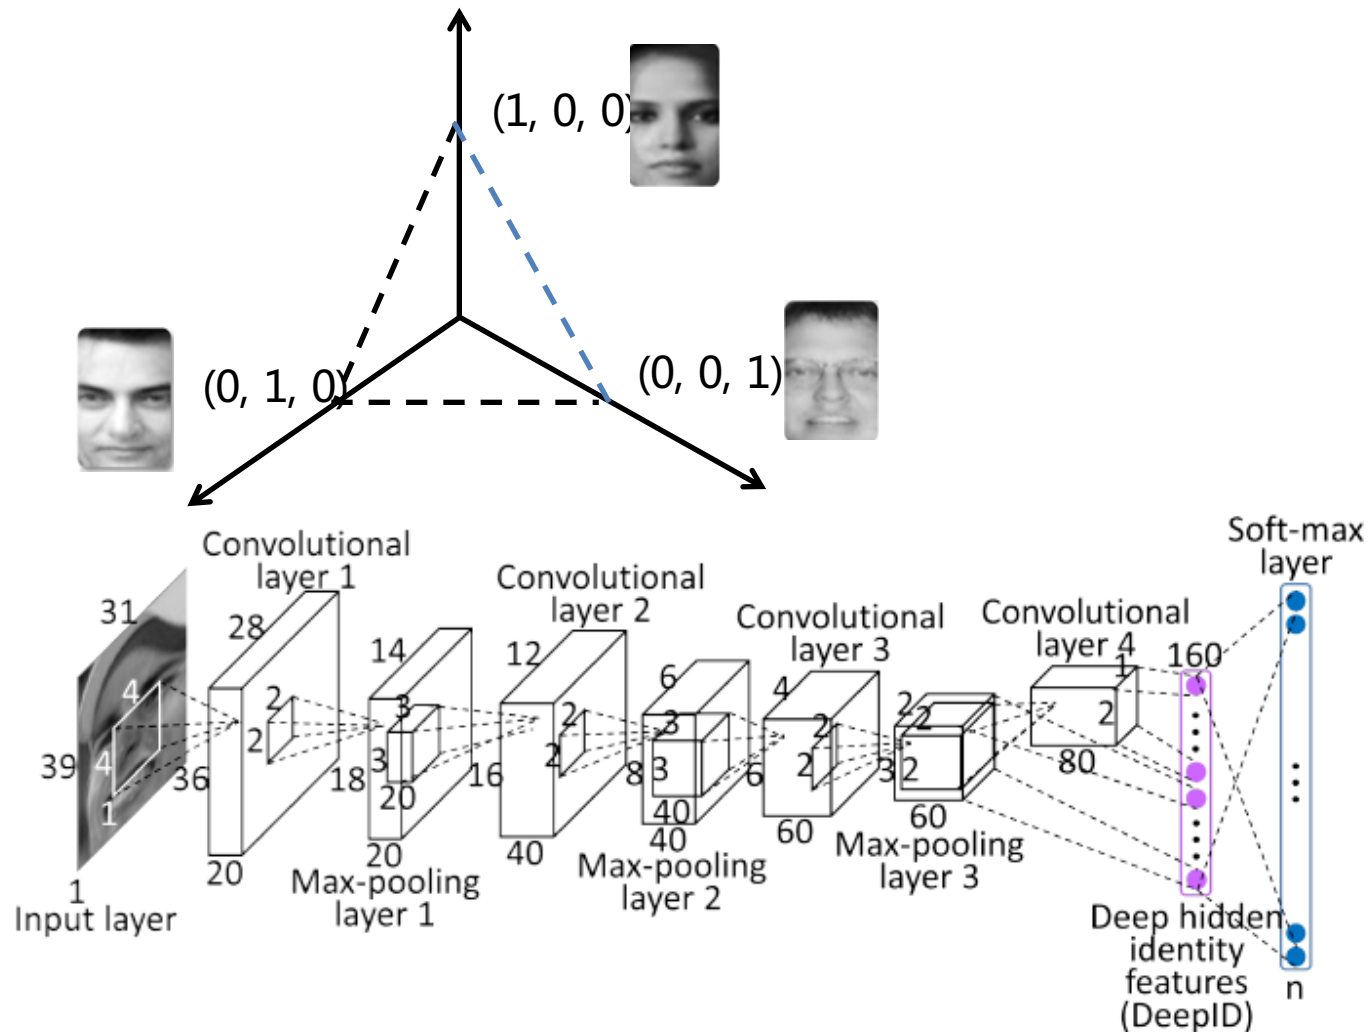 (1, 0, 0)
(0, 1, 0)
(0, 0, 1)
Convolutional
layer 1
Convolutional
layer 2
Convolutional
layer 3
Convolutional
layer 4
Soft-max
layer
31
39
4
4
1
1
Input layer
28
36
20
2
2
14
18
20
3
3
20
Max-pooling
layer 1
12
16
40
2
2
6
8
40
3
3
40
Max-pooling
layer 2
4
6
60
2
2
2
3
60
2
2
Max-pooling
layer 3
1
2
80
160
Deep hidden
identity
features
(DeepID)
n